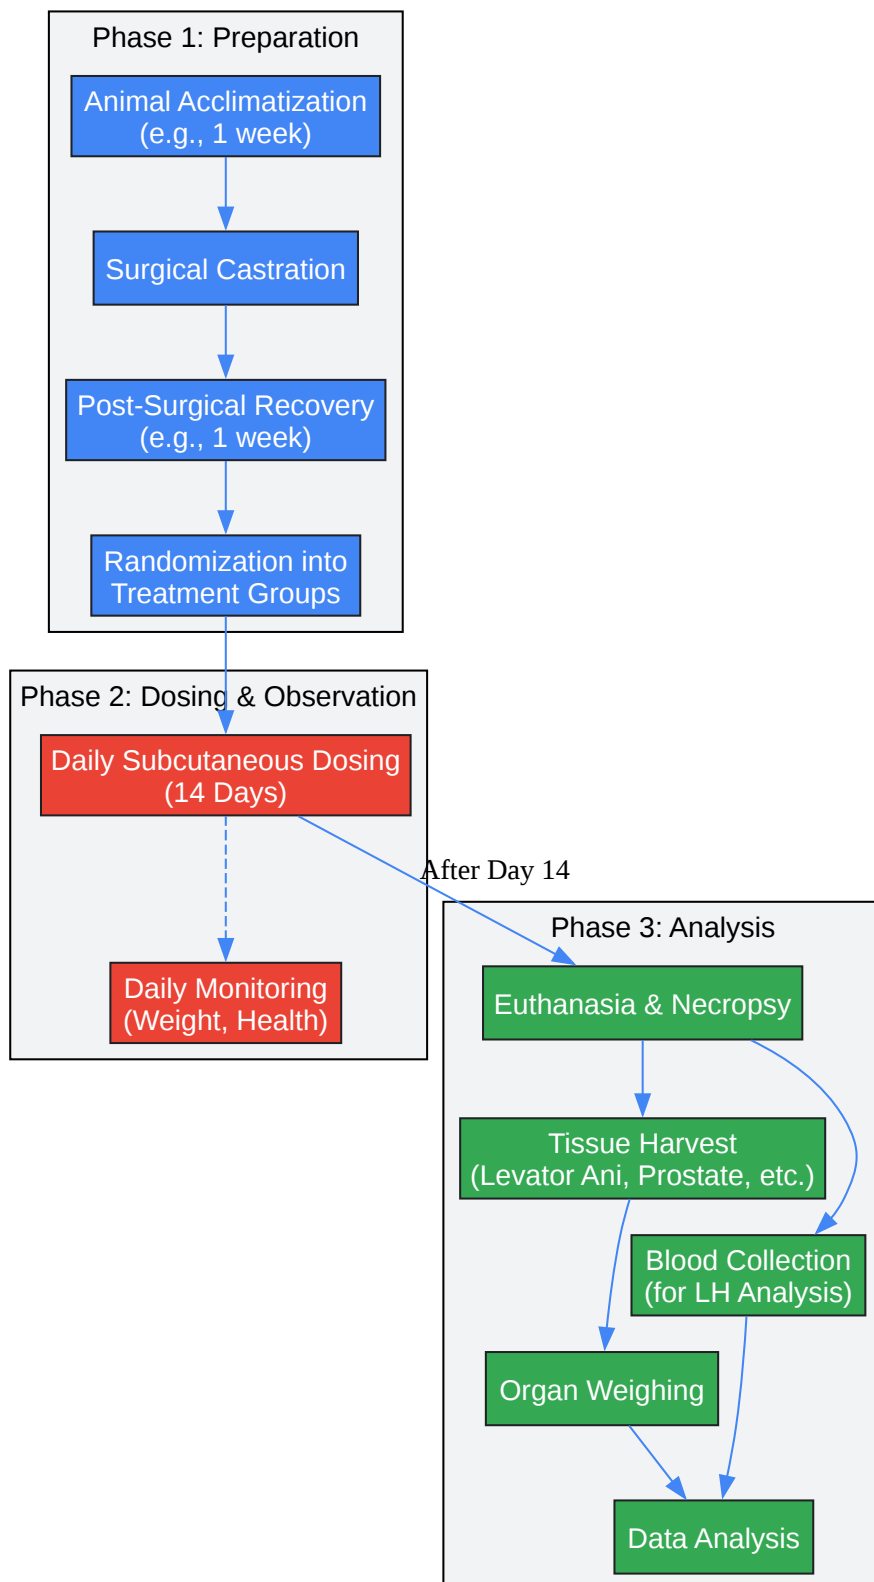 Phase 1: Preparation
Animal Acclimatization
(e.g., 1 week)
Surgical Castration
Post-Surgical Recovery
(e.g., 1 week)
Randomization into
Treatment Groups
Phase 2: Dosing & Observation
Daily Subcutaneous Dosing
(14 Days)
After Day 14
Daily Monitoring
(Weight, Health)
Phase 3: Analysis
Euthanasia & Necropsy
Tissue Harvest
(Levator Ani, Prostate, etc.)
Blood Collection
(for LH Analysis)
Organ Weighing
Data Analysis